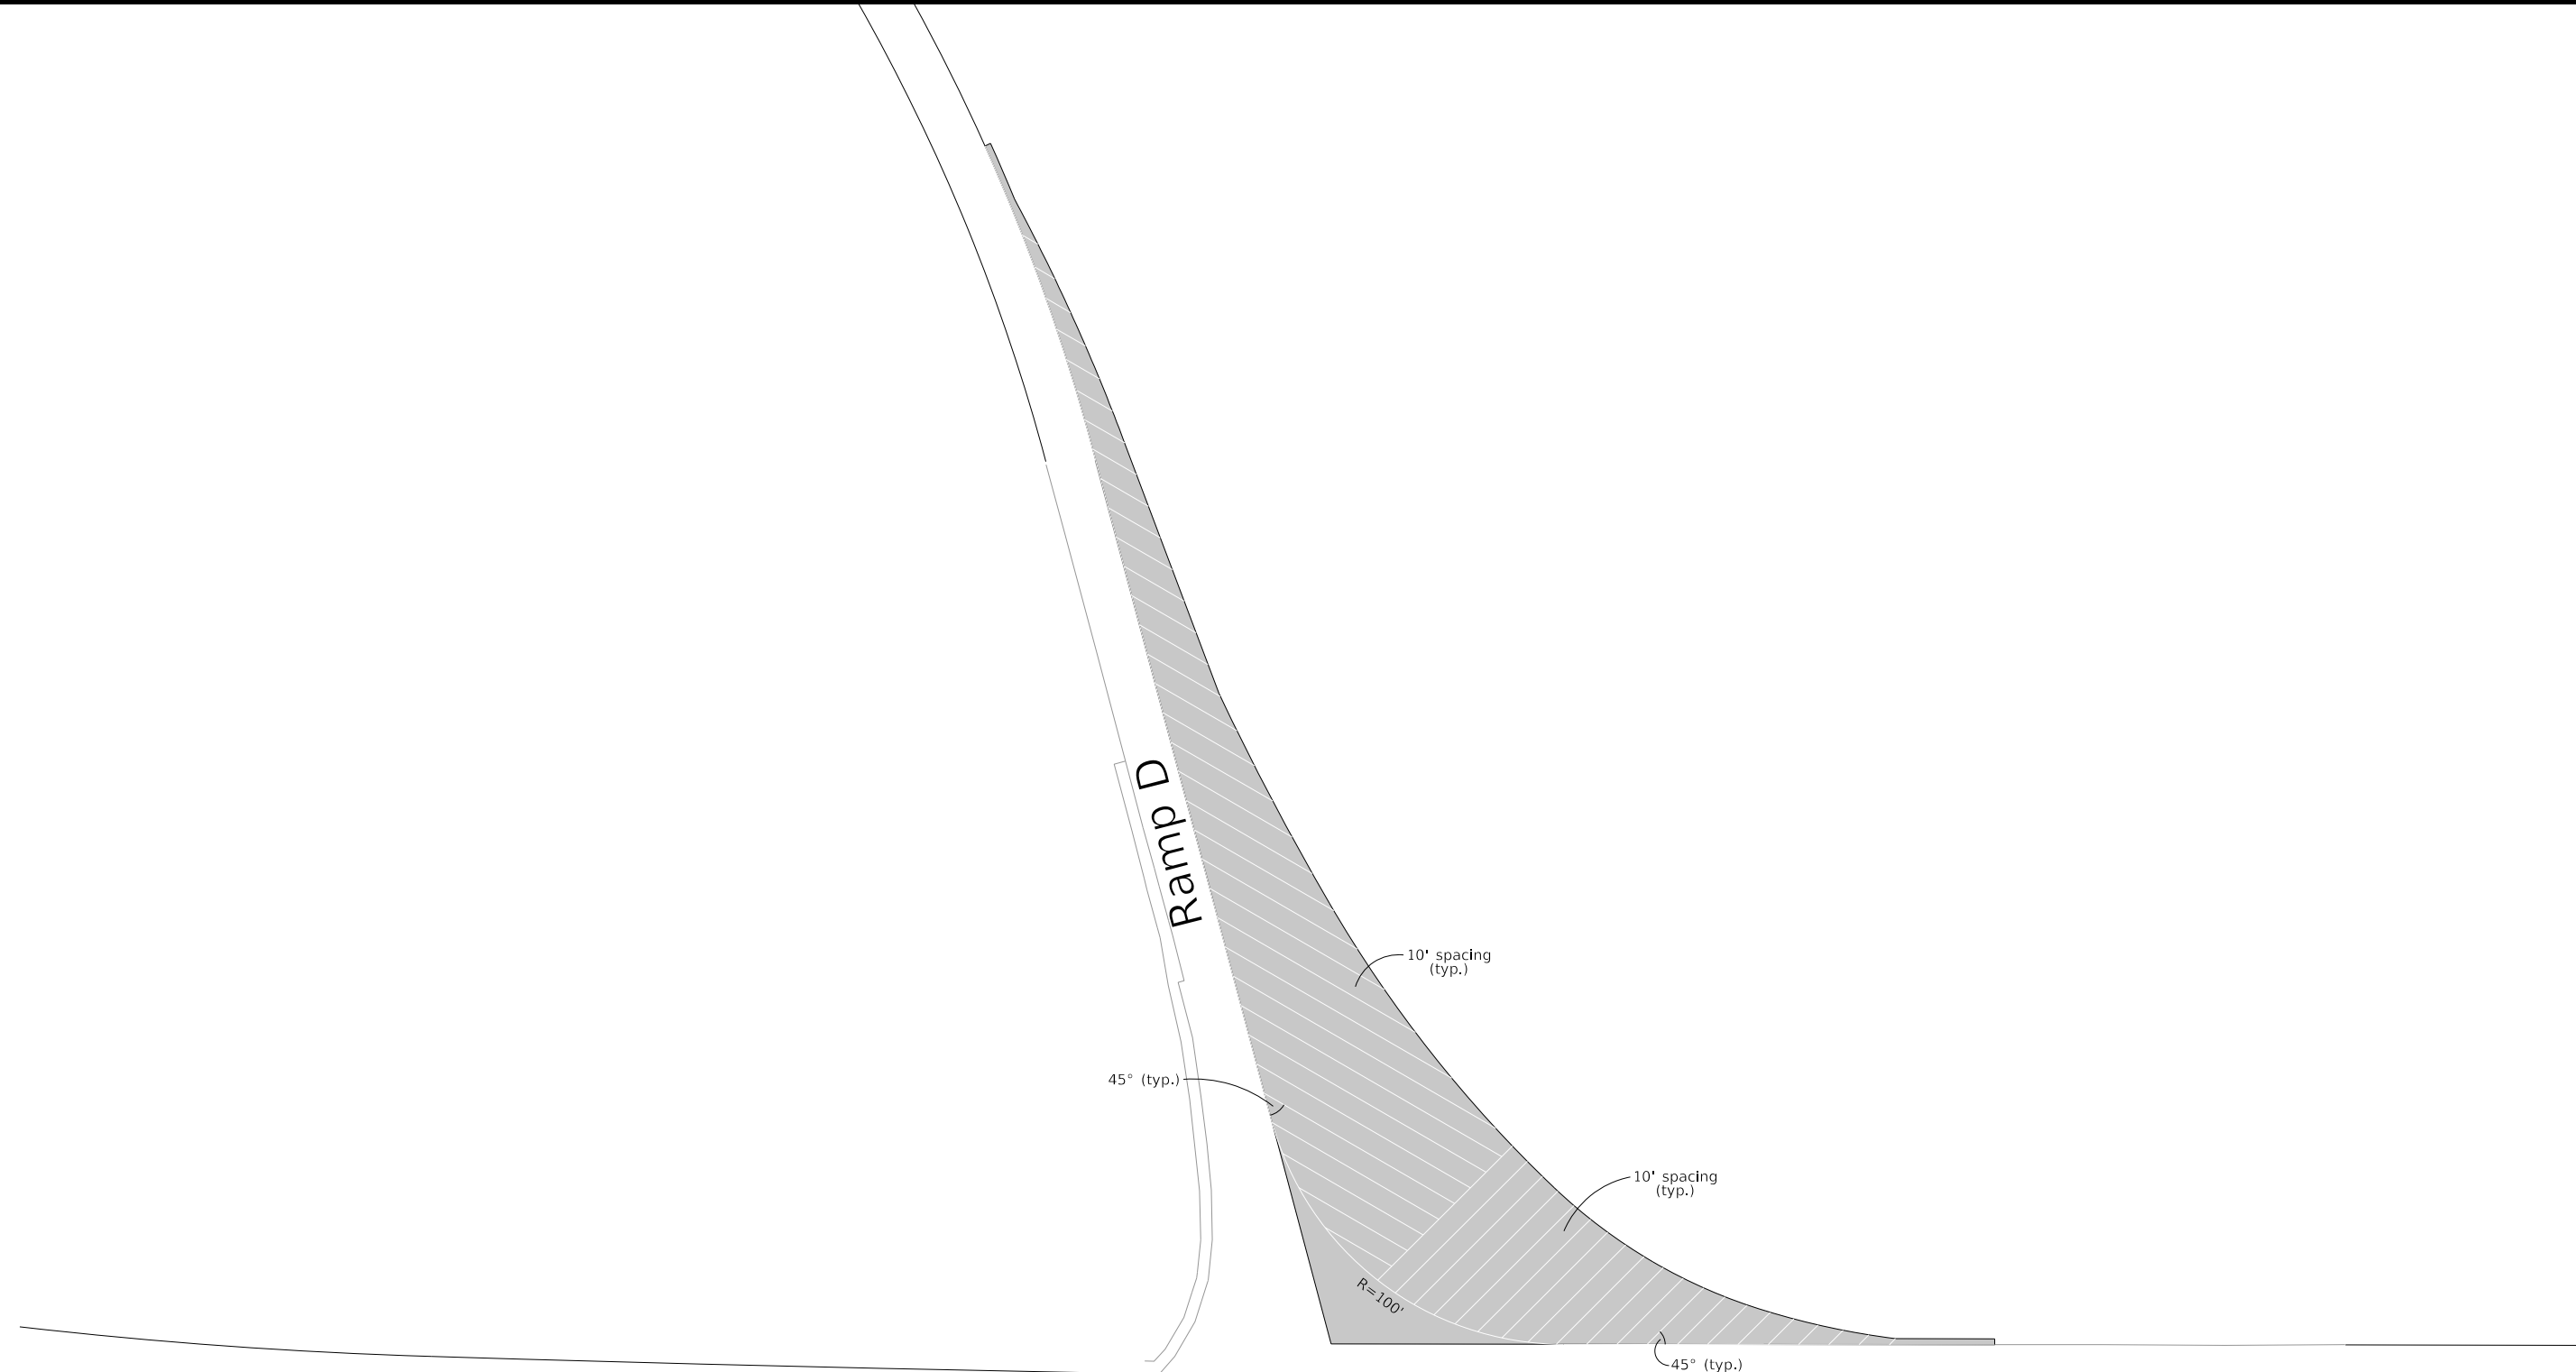 Ramp D
10' spacing
(typ.)
45° (typ.)
10' spacing
(typ.)
R=100'
45° (typ.)